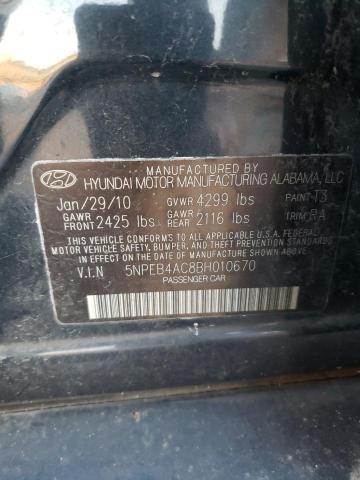 MANUFACTURED BY
HYUNDAI MOTOR MANUFACTURING ALABAMA, LLC
Jan/29/10 GVWR 4299 lbs PAINT T3
GAWR FRONT 2425 lbs GAWR REAR 2116 lbs TRIM RA
THIS VEHICLE CONFORMS TO ALL APPLICABLE U.S.A. FEDERAL
MOTOR VEHICLE SAFETY, BUMPER, AND THEFT PREVENTION STANDARDS
IN EFFECT ON THE DATE OF MANUFACTURE SHOWN ABOVE.
V.I.N 5NPEB4AC8BH010670
PASSENGER CAR